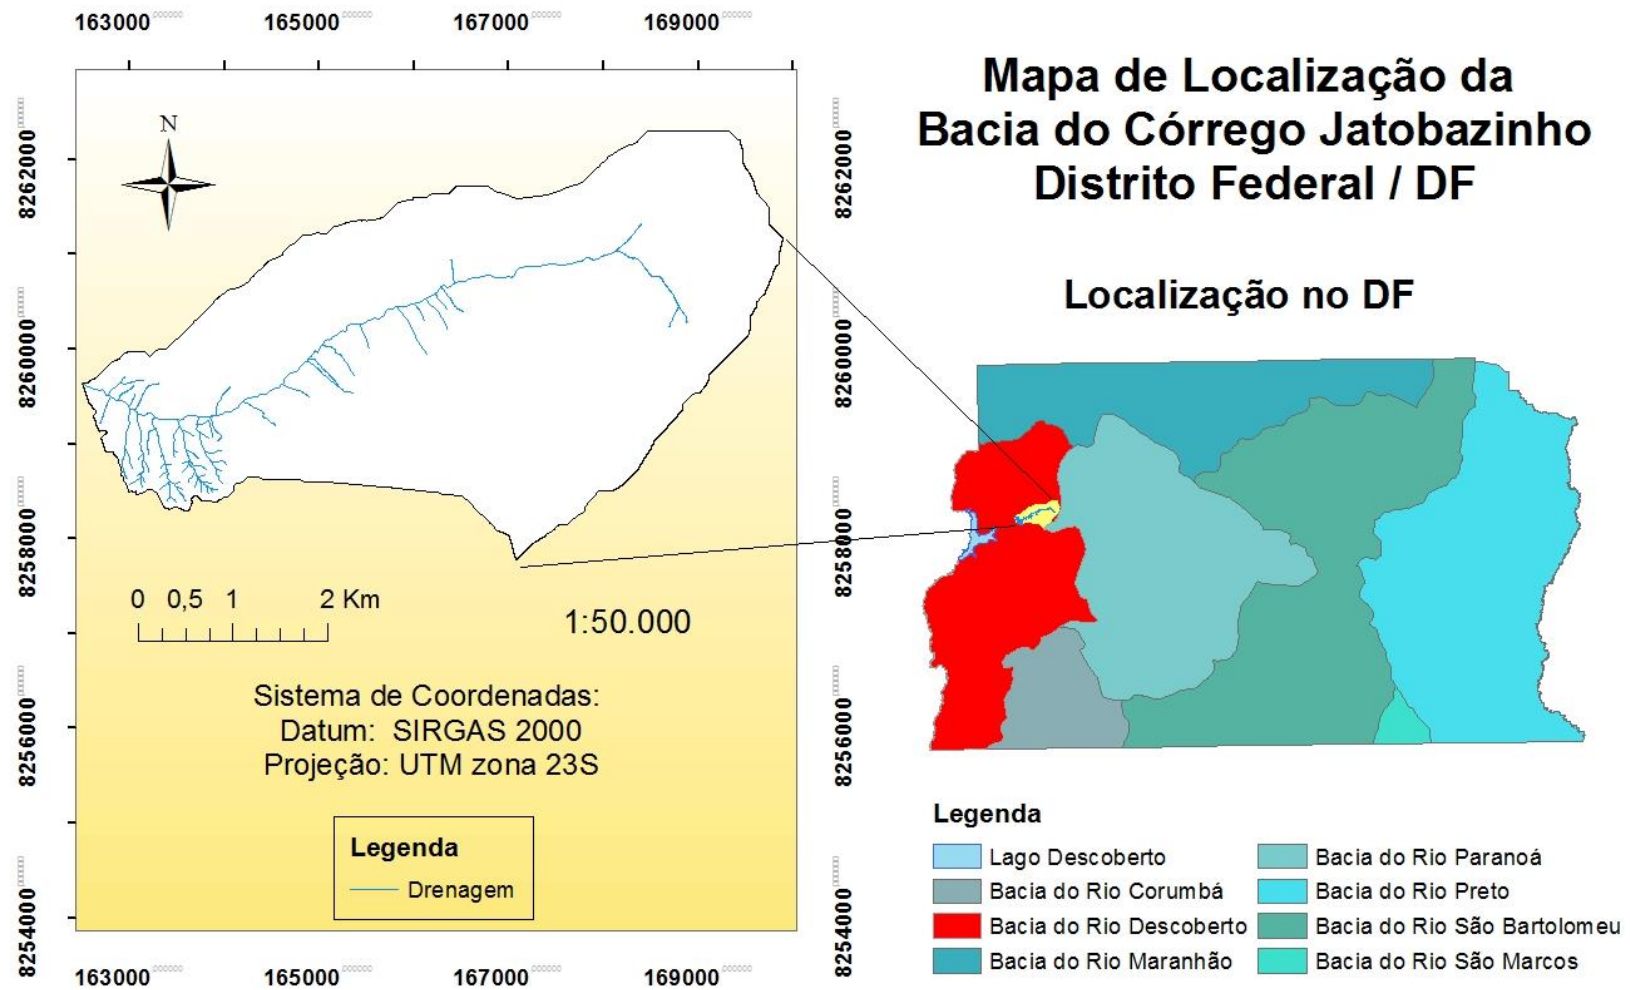 163000 165000 167000 169000
Mapa de Localização da
Bacia do Córrego Jatobazinho
Distrito Federal / DF
Localização no DF
N
8262000
8260000
8258000
8256000
8254000
8262000
8260000
8258000
8256000
8254000
0 0,5 1 2 Km
1:50.000
Sistema de Coordenadas:
Datum: SIRGAS 2000
Projeção: UTM zona 23S
Legenda
Drenagem
163000 165000 167000 169000
Legenda
Lago Descoberto
Bacia do Rio Corumbá
Bacia do Rio Descoberto
Bacia do Rio Maranhão
Bacia do Rio Paranoá
Bacia do Rio Preto
Bacia do Rio São Bartolomeu
Bacia do Rio São Marcos